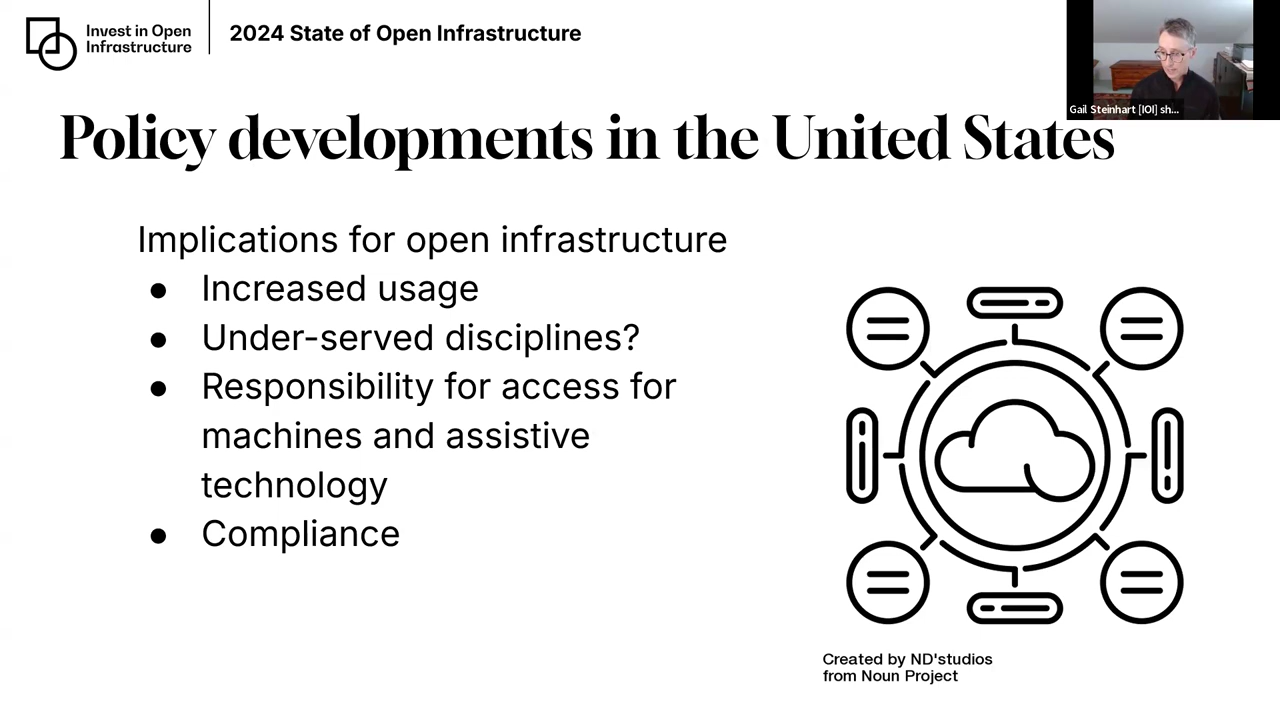 Invest in Open
Infrastructure
2024 State of Open Infrastructure
Gail Steinhart [IOI] sh...
Policy developments in the United States
Implications for open infrastructure
● Increased usage
● Under-served disciplines?
● Responsibility for access for
machines and assistive
technology
● Compliance
Created by ND'studios
from Noun Project